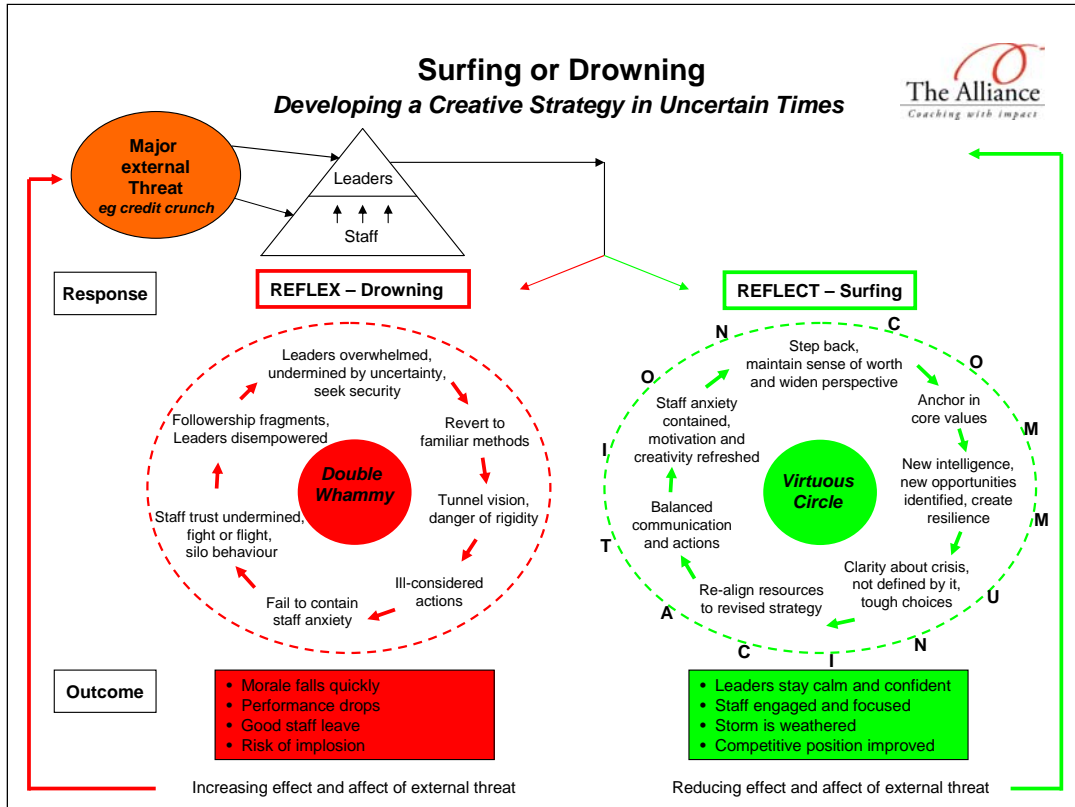 Surfing or Drowning
Developing a Creative Strategy in Uncertain Times
The Alliance
Coaching with impact
Major
external
Threat
eg credit crunch
Leaders
Staff
Response
REFLEX – Drowning
REFLECT – Surfing
Leaders overwhelmed,
undermined by uncertainty,
seek security
Revert to
familiar methods
Tunnel vision,
danger of rigidity
Ill-considered
actions
Fail to contain
staff anxiety
Staff trust undermined,
fight or flight,
silo behaviour
Followership fragments,
Leaders disempowered
Double
Whammy
C O M M U N I C A T I O N
Step back,
maintain sense of worth
and widen perspective
Anchor in
core values
New intelligence,
new opportunities
identified, create
resilience
Clarity about crisis,
not defined by it,
tough choices
Re-align resources
to revised strategy
Balanced
communication
and actions
Staff anxiety
contained,
motivation and
creativity refreshed
Virtuous
Circle
Outcome
• Morale falls quickly
• Performance drops
• Good staff leave
• Risk of implosion
• Leaders stay calm and confident
• Staff engaged and focused
• Storm is weathered
• Competitive position improved
Increasing effect and affect of external threat
Reducing effect and affect of external threat